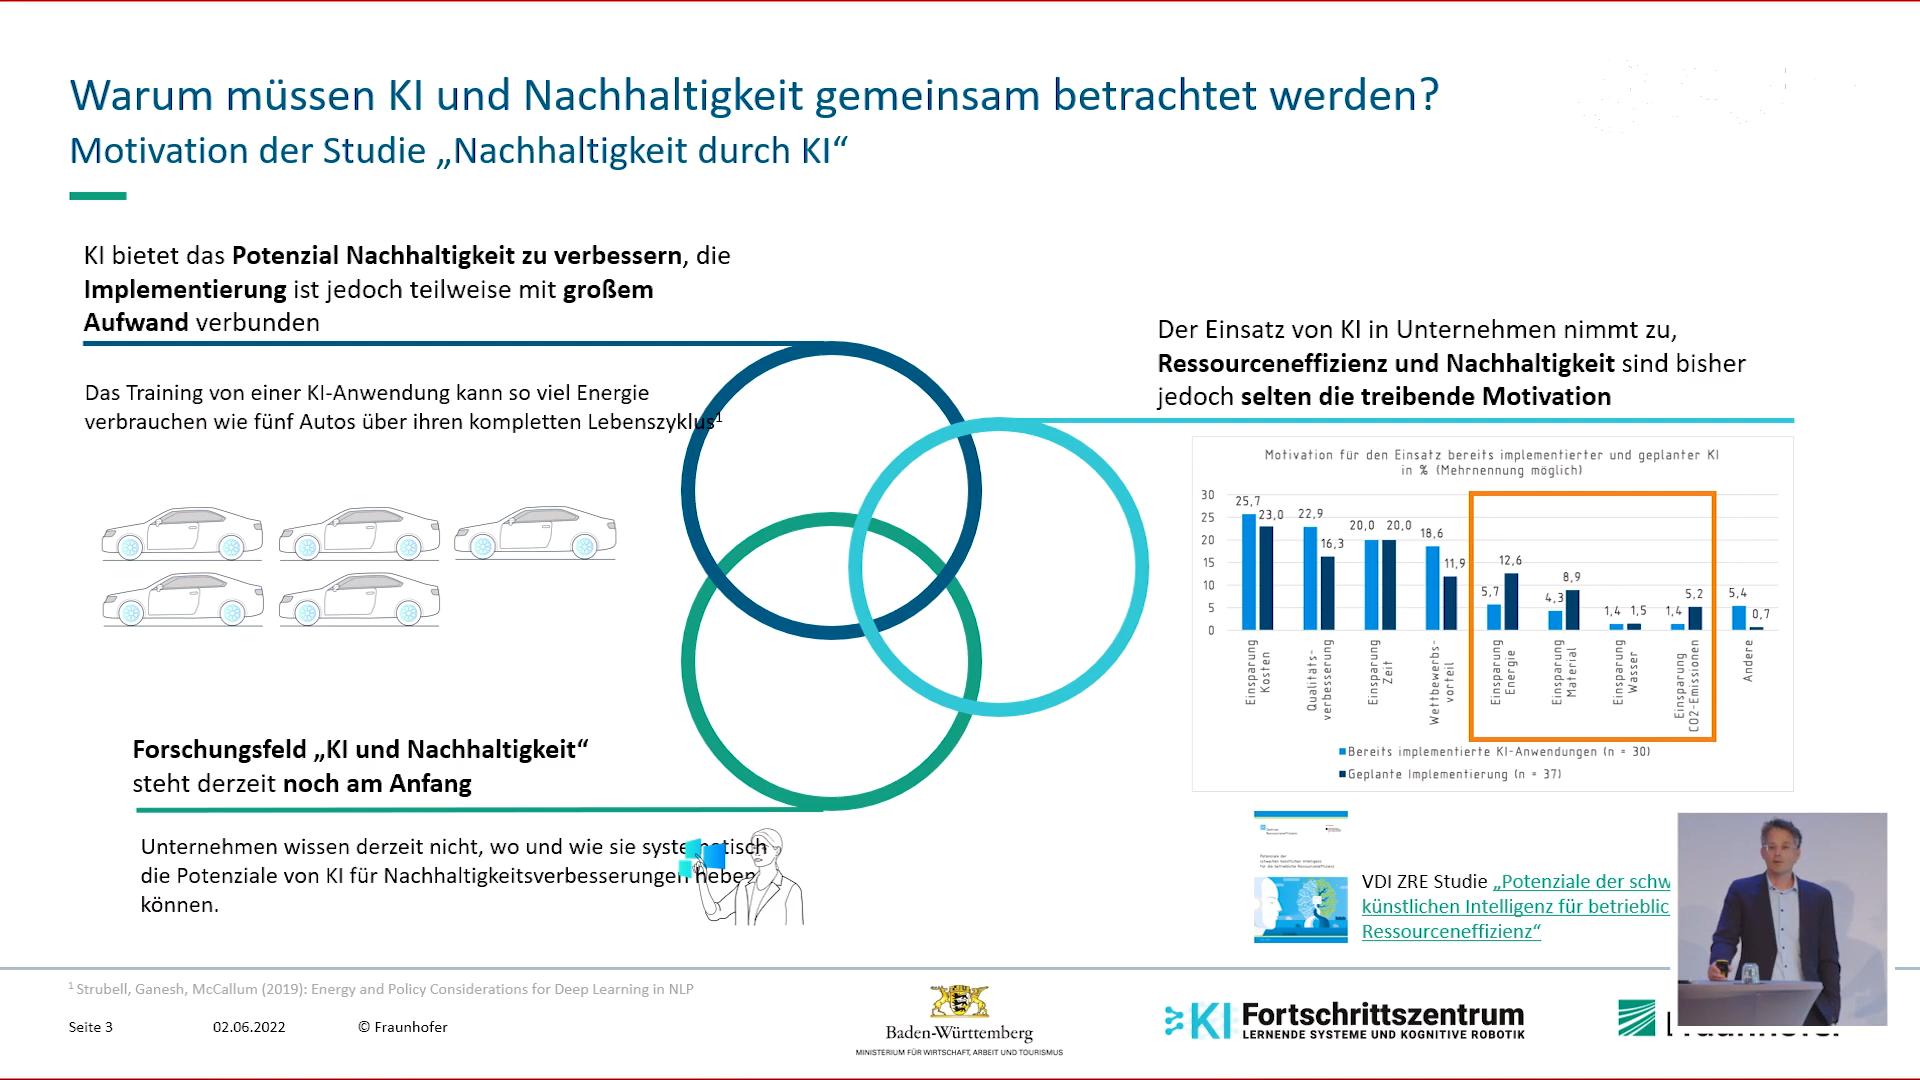 Warum müssen KI und Nachhaltigkeit gemeinsam betrachtet werden?
Motivation der Studie „Nachhaltigkeit durch KI“
KI bietet das Potenzial Nachhaltigkeit zu verbessern, die
Implementierung ist jedoch teilweise mit großem
Aufwand verbunden
Das Training von einer KI-Anwendung kann so viel Energie
verbrauchen wie fünf Autos über ihren kompletten Lebenszyklus¹
Forschungsfeld „KI und Nachhaltigkeit“
steht derzeit noch am Anfang
Unternehmen wissen derzeit nicht, wo und wie sie systematisch
die Potenziale von KI für Nachhaltigkeitsverbesserungen heben
können.
Der Einsatz von KI in Unternehmen nimmt zu,
Ressourceneffizienz und Nachhaltigkeit sind bisher
jedoch selten die treibende Motivation
Motivation für den Einsatz bereits implementierter und geplanter KI
in % (Mehrnennung möglich)
30
25
20
15
10
5
0
25,7
23,0
22,9
16,3
20,0
20,0
18,6
11,9
5,7
12,6
4,3
8,9
1,4
1,5
1,4
5,2
5,4
0,7
Einsparung
Kosten
Qualitäts-
verbesserung
Einsparung
Zeit
Wettbewerbs-
vorteil
Einsparung
Energie
Einsparung
Material
Einsparung
Wasser
Einsparung
CO2-Emissionen
Andere
Bereits implementierte KI-Anwendungen (n = 30)
Geplante Implementierung (n = 37)
VDI ZRE Studie „Potenziale der schw
künstlichen Intelligenz für betrieblic
Ressourceneffizienz“
¹ Strubell, Ganesh, McCallum (2019): Energy and Policy Considerations for Deep Learning in NLP
Seite 3
02.06.2022
© Fraunhofer
Baden-Württemberg
MINISTERIUM FÜR WIRTSCHAFT, ARBEIT UND TOURISMUS
KI Fortschrittszentrum
LERNENDE SYSTEME UND KOGNITIVE ROBOTIK